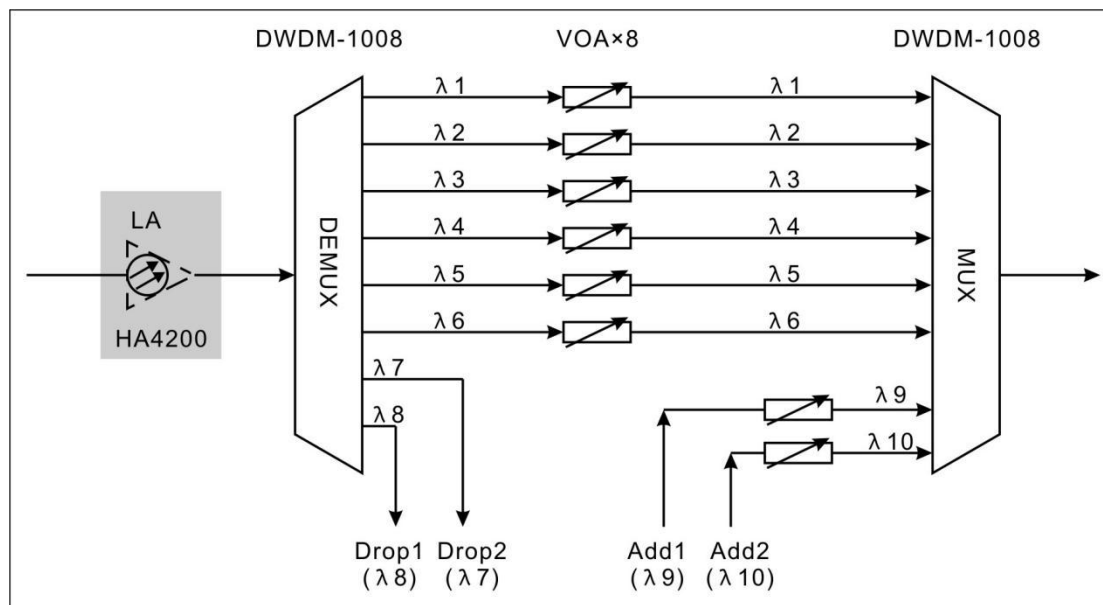 DWDM-1008 VOA×8 DWDM-1008
λ1 λ1
λ2 λ2
λ3 λ3
λ4 λ4
λ5 λ5
λ6 λ6
λ7
λ8
LA
HA4200
DEMUX
MUX
λ9
λ10
Drop1 Drop2 Add1 Add2
(λ8) (λ7) (λ9) (λ10)